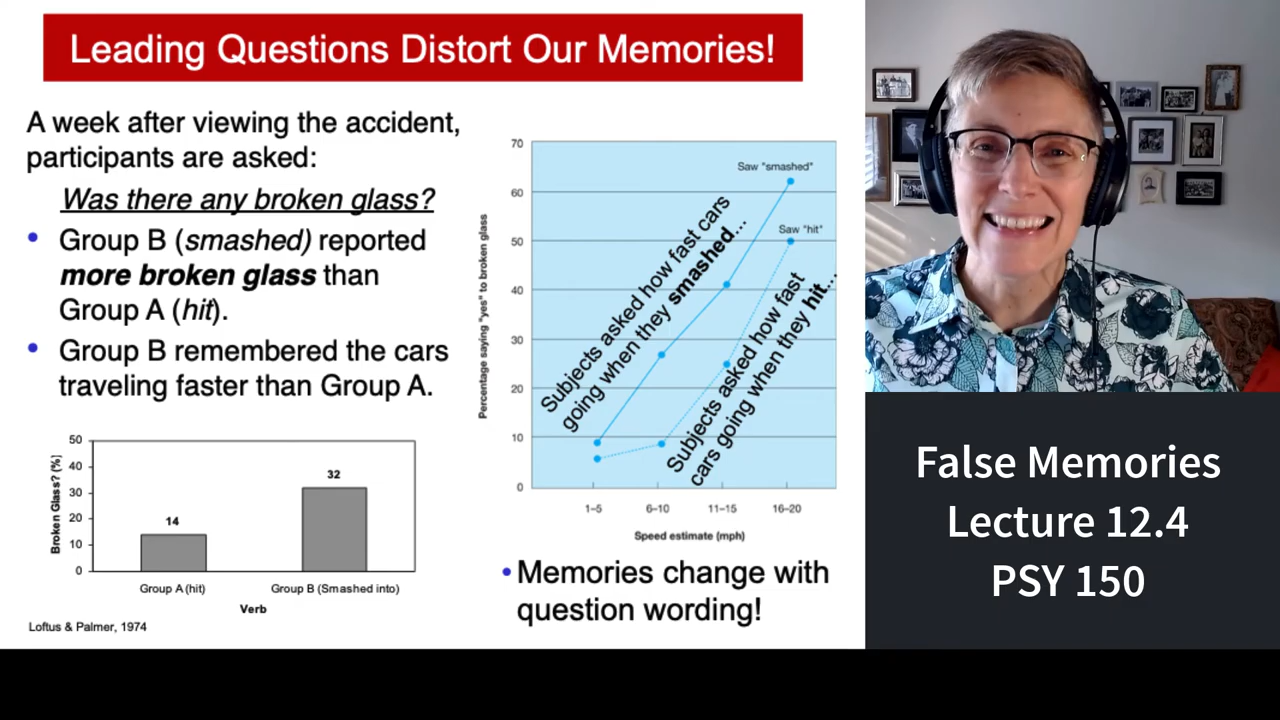 Leading Questions Distort Our Memories!
A week after viewing the accident,
participants are asked:
Was there any broken glass?
• Group B (smashed) reported
more broken glass than
Group A (hit).
• Group B remembered the cars
traveling faster than Group A.
50
40
30
20
10
0
Broken Glass? (%)
14
32
Group A (hit)
Group B (Smashed into)
Verb
Loftus & Palmer, 1974
70
60
50
40
30
20
10
0
Percentage saying "yes" to broken glass
Saw "smashed"
Saw "hit"
Subjects asked how fast cars
going when they smashed...
Subjects asked how fast
cars going when they hit...
1–5
6–10
11–15
16–20
Speed estimate (mph)
• Memories change with
question wording!
False Memories
Lecture 12.4
PSY 150